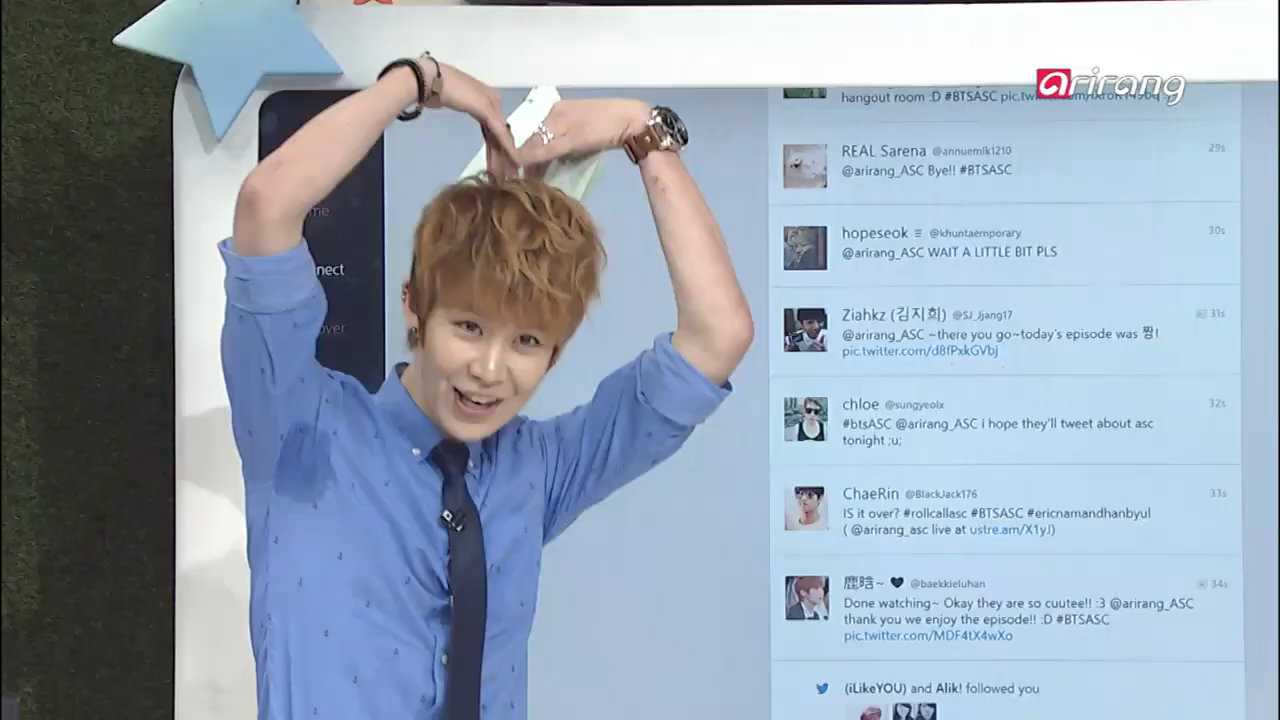 arirang
hangout room :D #BTSASC
REAL Sarena @annuemlk1210 29s
@arirang_ASC Bye!! #BTSASC
hopeseok Ξ @khuntaemporary 30s
@arirang_ASC WAIT A LITTLE BIT PLS
Ziahkz (김지희) @SJ_Jjang17 31s
@arirang_ASC ~there you go~today's episode was 짱!
pic.twitter.com/d8fPxkGVbj
chloe @sungyeolx 32s
#btsASC @arirang_ASC I hope they'll tweet about asc
tonight ;u;
ChaeRin @BlackJack176 33s
IS it over? #rollcallasc #BTSASC #ericnamandhanbyul
( @arirang_asc live at ustre.am/X1yJ)
鹿晗~ ♥ @baekkieluhan 34s
Done watching~ Okay they are so cuutee!! :3 @arirang_ASC
thank you we enjoy the episode!! :D #BTSASC
pic.twitter.com/MDF4tX4wXo
(iLikeYOU) and Alik! followed you
me
nect
over